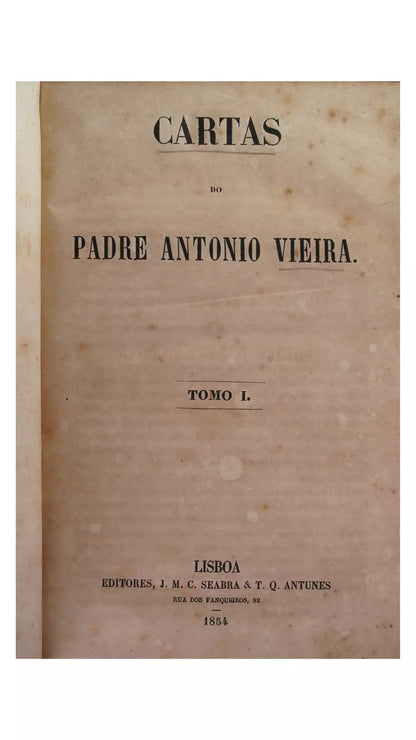 CARTAS
DO
PADRE ANTONIO VIEIRA.
TOMO I.
LISBOA
EDITORES, J. M. C. SEABRA & T. Q. ANTUNES
RUA DOS FANQUEIROS, 82
1854